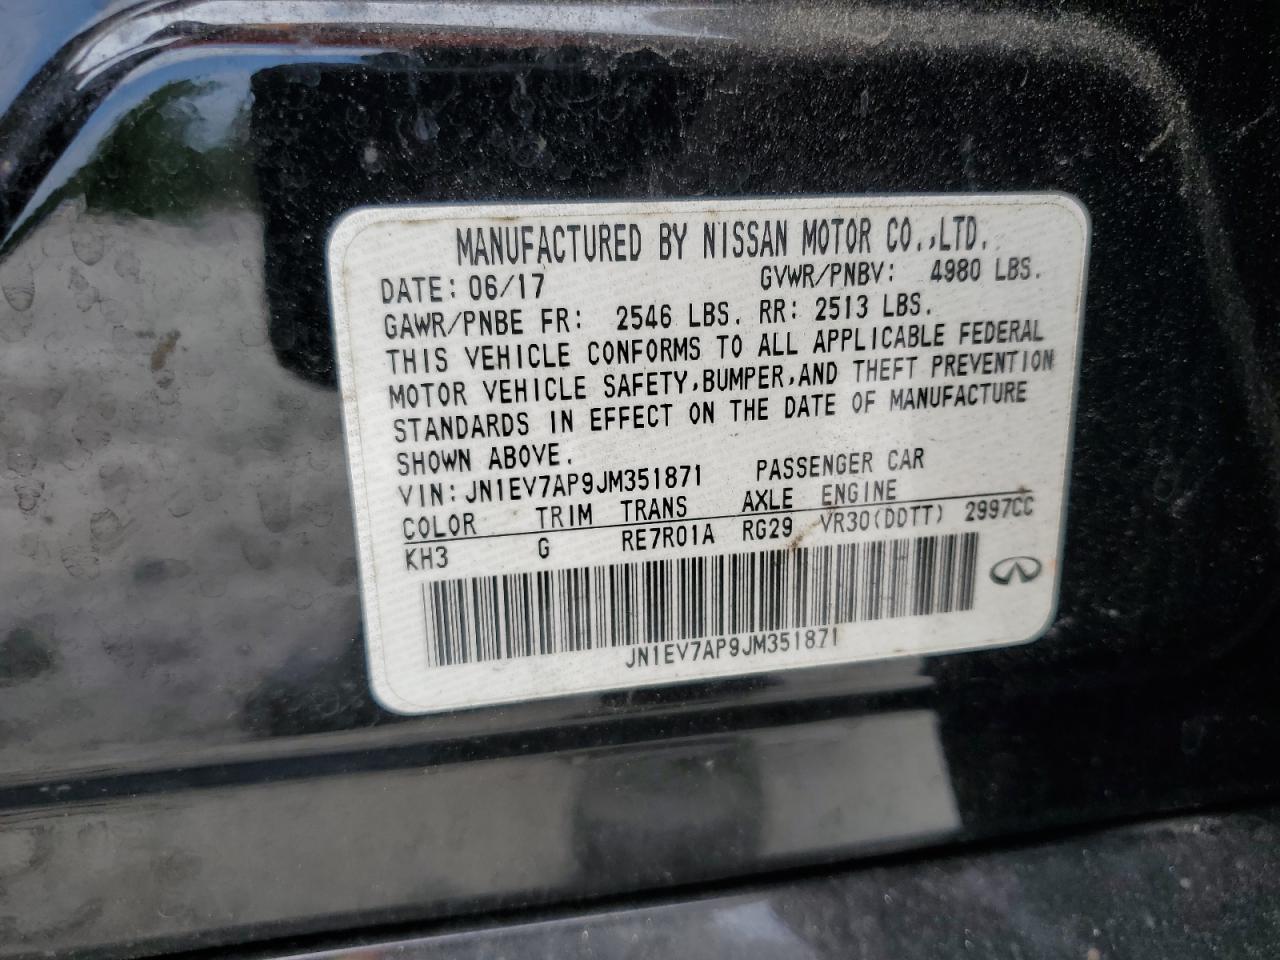 MANUFACTURED BY NISSAN MOTOR CO.,LTD.
DATE: 06/17 GVWR/PNBV: 4980 LBS.
GAWR/PNBE FR: 2546 LBS. RR: 2513 LBS.
THIS VEHICLE CONFORMS TO ALL APPLICABLE FEDERAL
MOTOR VEHICLE SAFETY,BUMPER,AND THEFT PREVENTION
STANDARDS IN EFFECT ON THE DATE OF MANUFACTURE
SHOWN ABOVE.
VIN: JN1EV7AP9JM351871 PASSENGER CAR
COLOR TRIM TRANS AXLE ENGINE
KH3 G RE7R01A RG29 VR30(DDTT) 2997CC
JN1EV7AP9JM351871